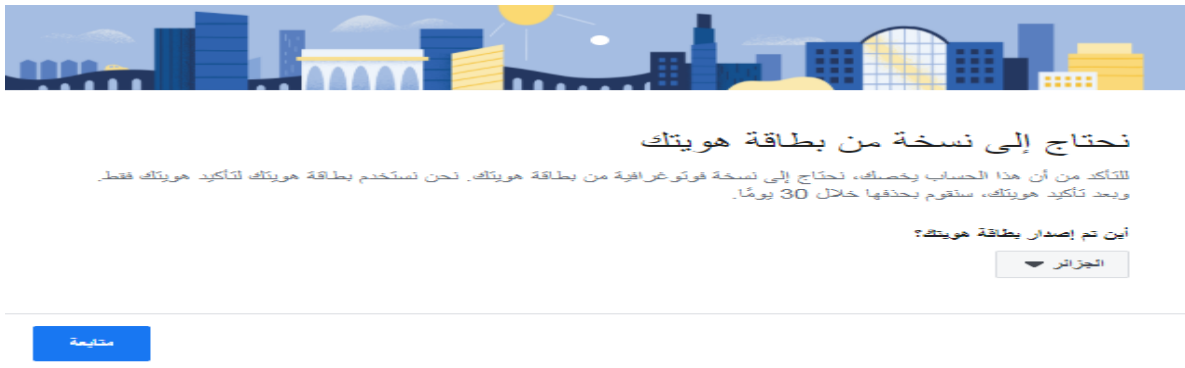 نحتاج إلى نسخة من بطاقة هويتك
للتأكد من أن هذا الحساب يخصك، نحتاج إلى نسخة فوتوغرافية من بطاقة هويتك. نحن نستخدم بطاقة هويتك لتأكيد هويتك فقط.
وبعد تأكيد هويتك، سنقوم بحذفها خلال 30 يومًا.
أين تم إصدار بطاقة هويتك؟
الجزائر
متابعة